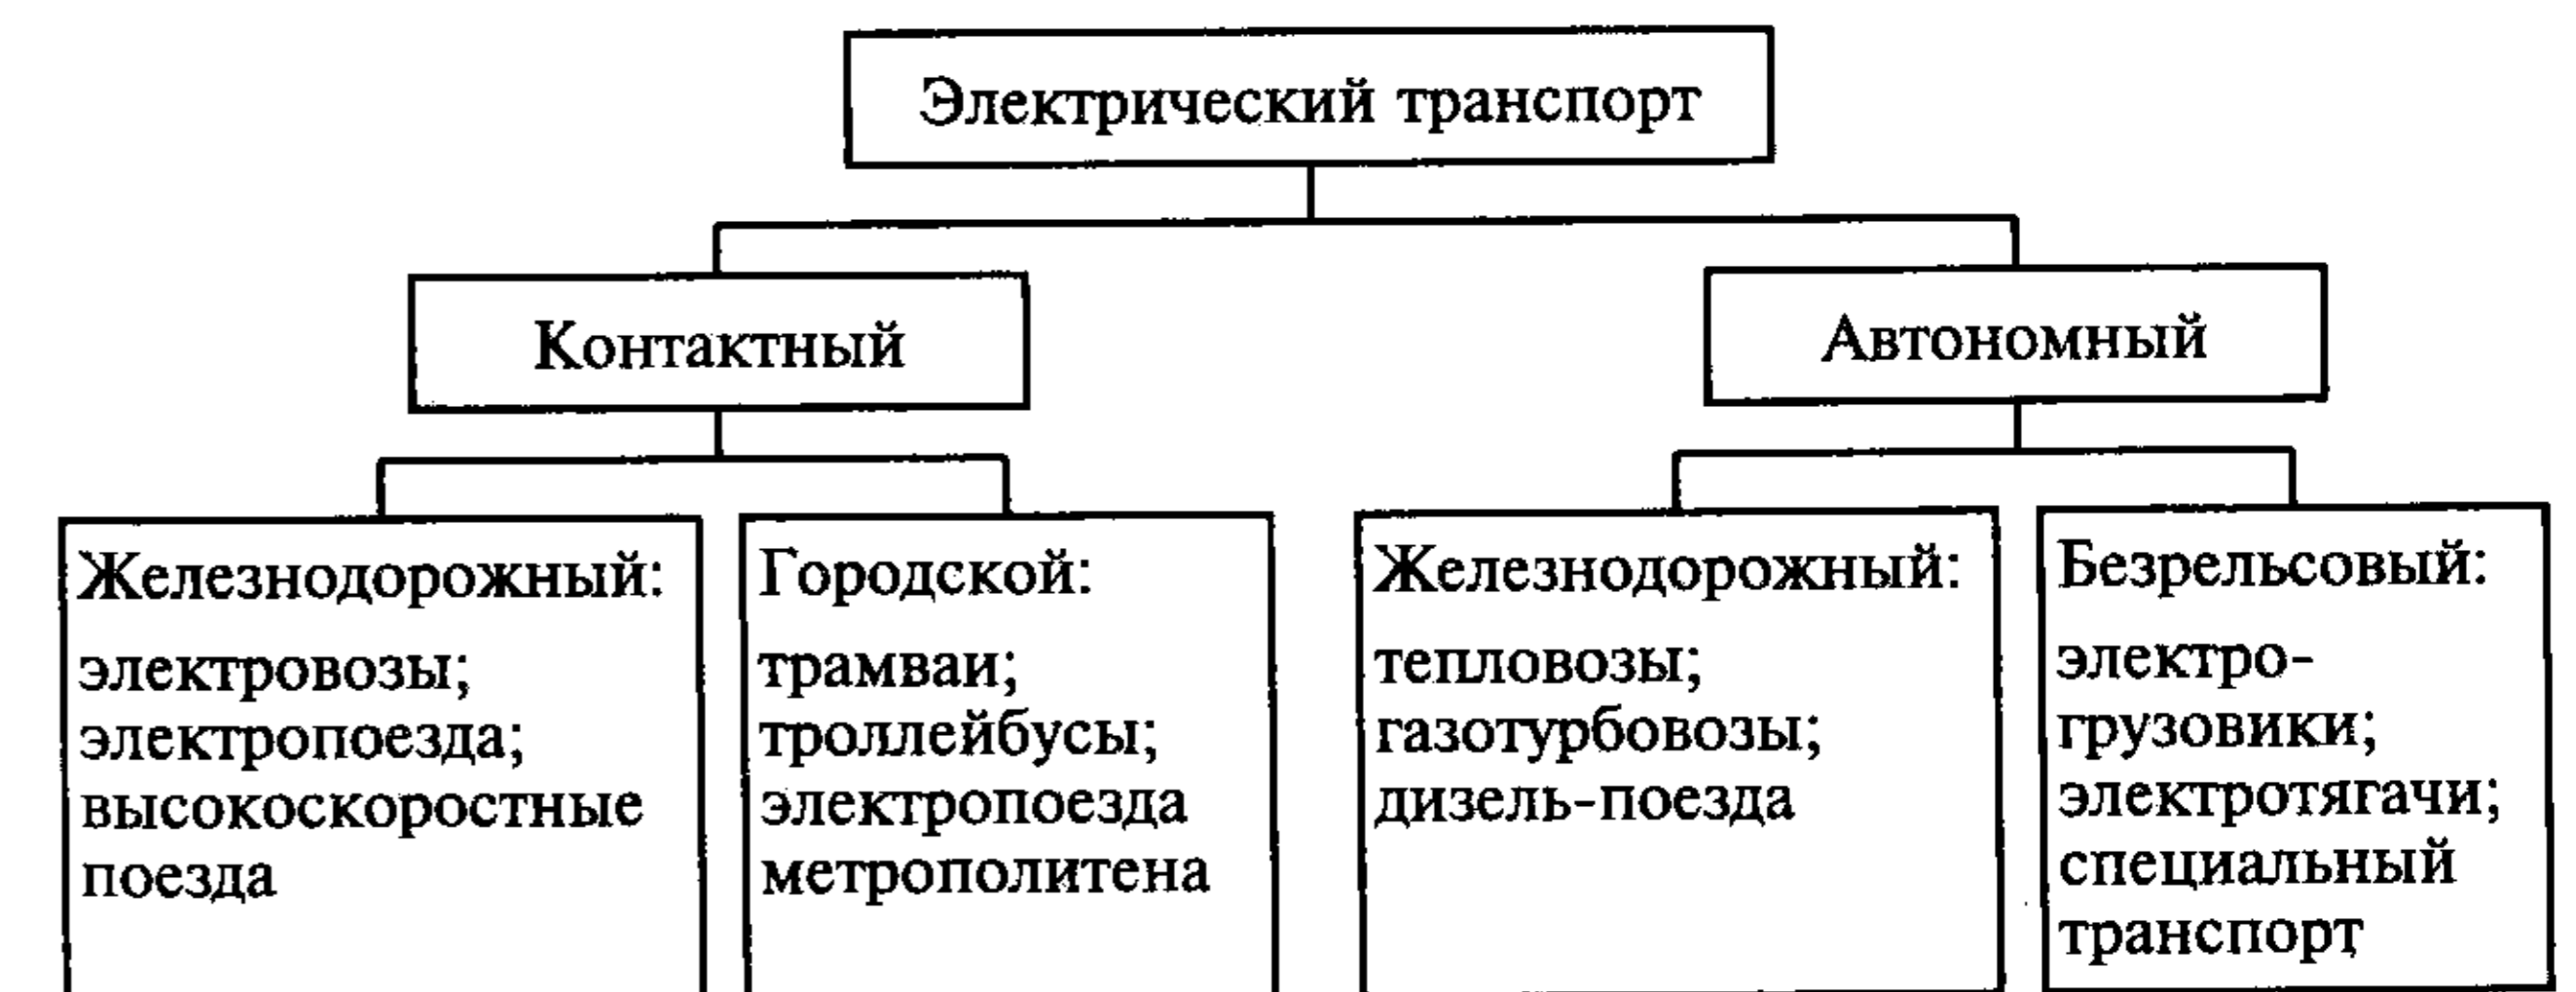 Электрический транспорт
Контактный
Автономный
Железнодорожный:
электровозы;
электропоезда;
высокоскоростные
поезда
Городской:
трамваи;
троллейбусы;
электропоезда
метрополитена
Железнодорожный:
тепловозы;
газотурбовозы;
дизель-поезда
Безрельсовый:
электро-
грузовики;
электротягачи;
специальный
транспорт